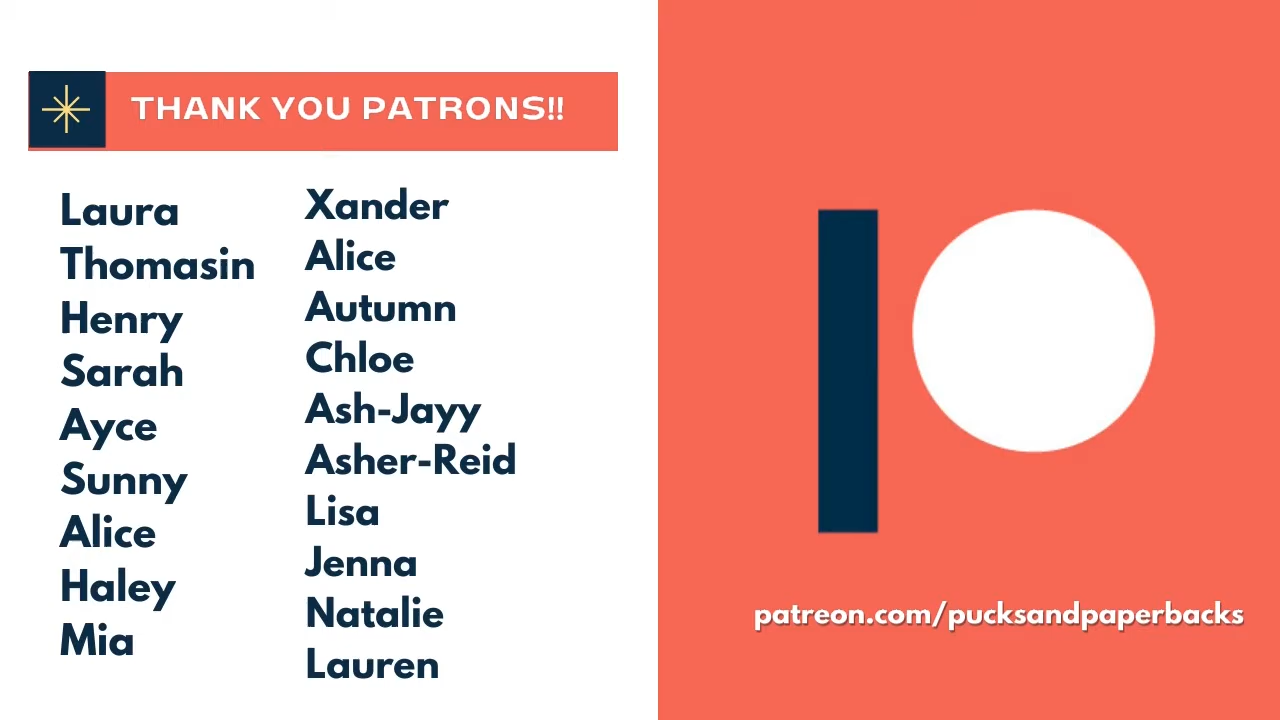 THANK YOU PATRONS!!
Laura
Thomasin
Henry
Sarah
Ayce
Sunny
Alice
Haley
Mia
Xander
Alice
Autumn
Chloe
Ash-Jayy
Asher-Reid
Lisa
Jenna
Natalie
Lauren
patreon.com/pucksandpaperbacks